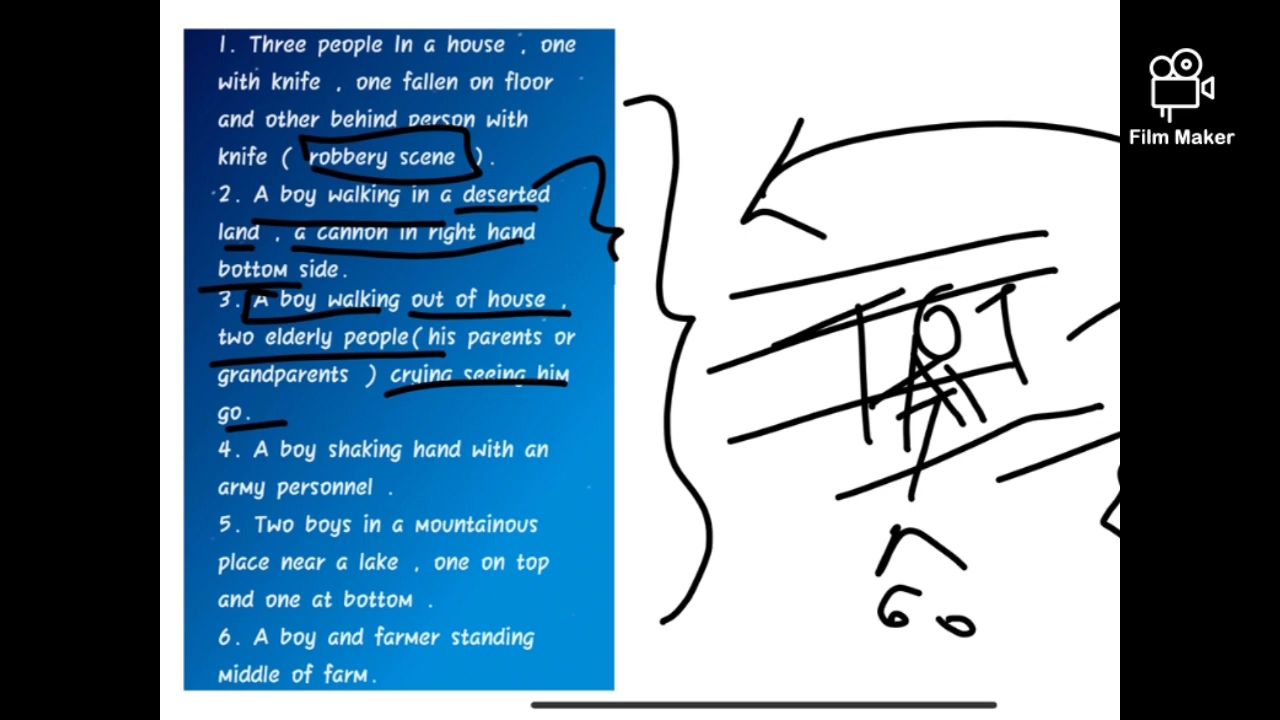 1. Three people In a house , one
with knife , one fallen on floor
and other behind person with
knife ( robbery scene ).
2. A boy walking in a deserted
land , a cannon in right hand
bottom side.
3. A boy walking out of house ,
two elderly people( his parents or
grandparents ) crying seeing him
go.
4. A boy shaking hand with an
army personnel .
5. Two boys in a mountainous
place near a lake , one on top
and one at bottom .
6. A boy and farmer standing
middle of farm.
60
Film Maker